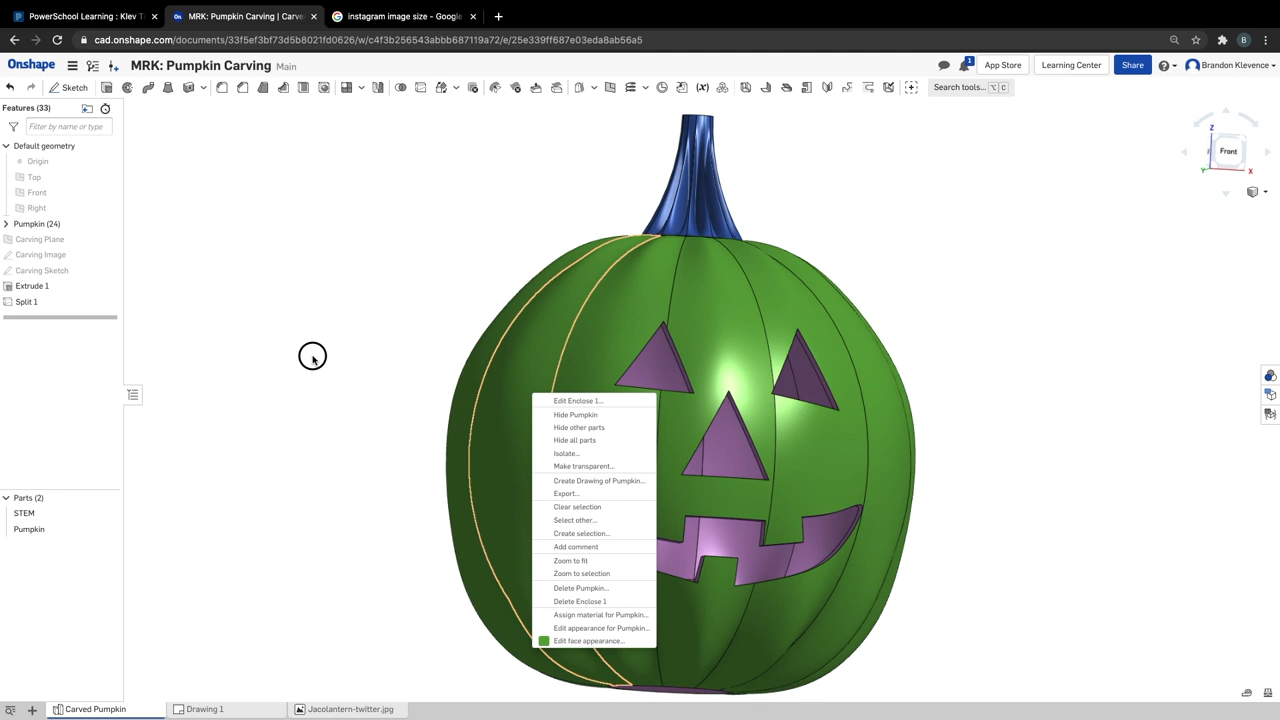 PowerSchool Learning : Klev T
MRK: Pumpkin Carving | Carve
instagram image size - Google
cad.onshape.com/documents/33f5ef3bf73d5b8021fd0626/w/c4f3b256543abbb687119a72/e/25e339ff687e03eda8ab56a5
B
Onshape
MRK: Pumpkin Carving Main
1
App Store
Learning Center
Share
Brandon Klevence
Sketch
Search tools... ⌥ C
Features (33)
Filter by name or type
Default geometry
Origin
Top
Front
Right
Pumpkin (24)
Carving Plane
Carving Image
Carving Sketch
Extrude 1
Split 1
Z
Front
Y
X
Edit Enclose 1...
Hide Pumpkin
Hide other parts
Hide all parts
Isolate...
Make transparent...
Create Drawing of Pumpkin...
Export...
Clear selection
Select other...
Create selection...
Add comment
Zoom to fit
Zoom to selection
Delete Pumpkin...
Delete Enclose 1
Assign material for Pumpkin...
Edit appearance for Pumpkin...
Edit face appearance...
Parts (2)
STEM
Pumpkin
Carved Pumpkin
Drawing 1
Jacolantern-twitter.jpg